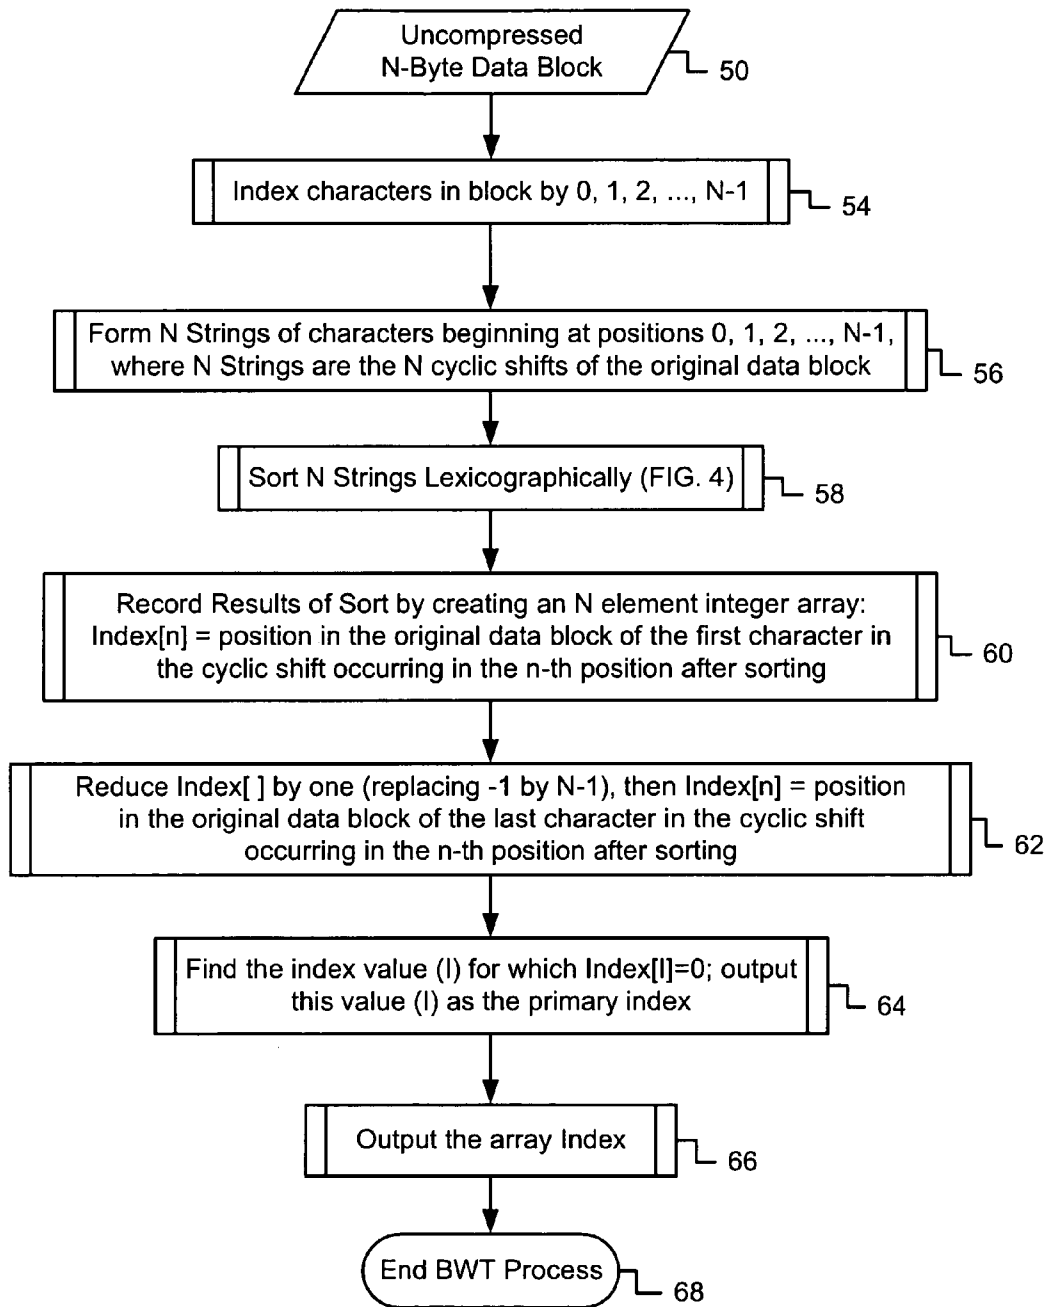 Uncompressed
N-Byte Data Block
50
Index characters in block by 0, 1, 2, ..., N-1
54
Form N Strings of characters beginning at positions 0, 1, 2, ..., N-1,
where N Strings are the N cyclic shifts of the original data block
56
Sort N Strings Lexicographically (FIG. 4)
58
Record Results of Sort by creating an N element integer array:
Index[n] = position in the original data block of the first character in
the cyclic shift occurring in the n-th position after sorting
60
Reduce Index[ ] by one (replacing -1 by N-1), then Index[n] = position
in the original data block of the last character in the cyclic shift
occurring in the n-th position after sorting
62
Find the index value (I) for which Index[I]=0; output
this value (I) as the primary index
64
Output the array Index
66
End BWT Process
68